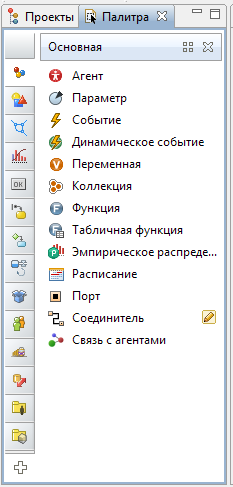 Проекты Палитра
Основная
Агент
Параметр
Событие
Динамическое событие
Переменная
Коллекция
Функция
Табличная функция
Эмпирическое распреде...
Расписание
Порт
Соединитель
Связь с агентами
OK